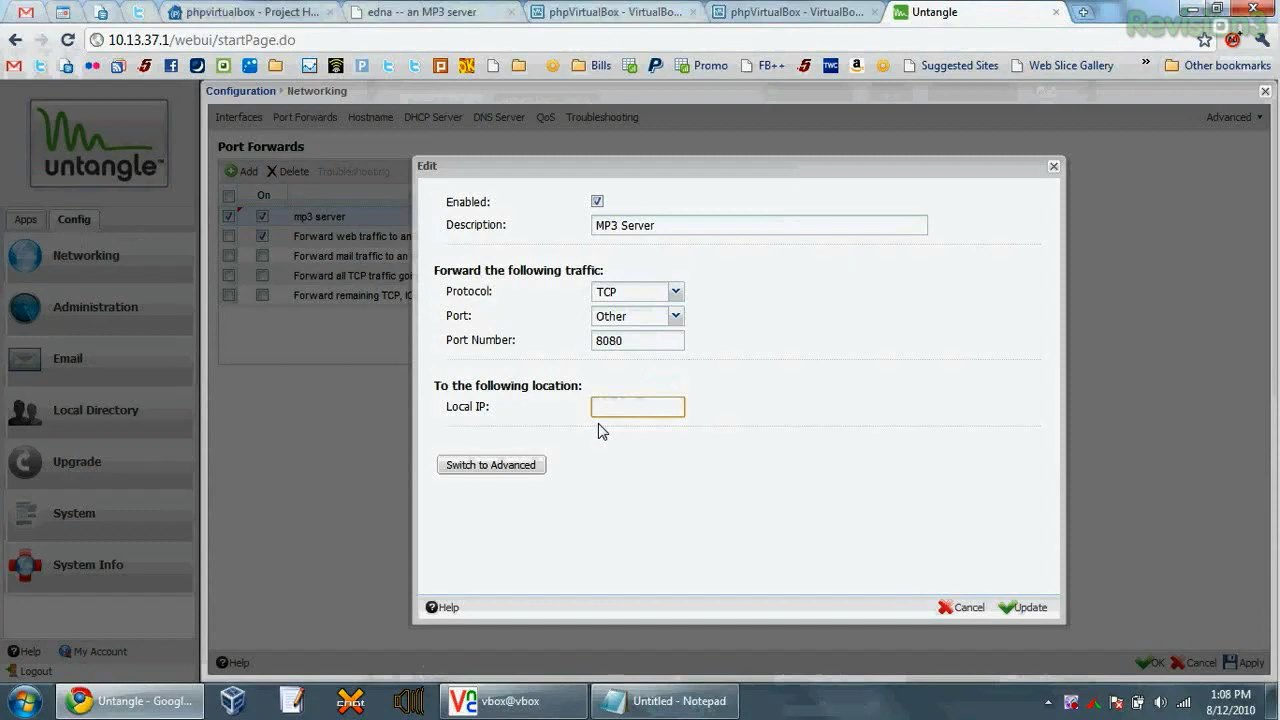 phpvirtualbox - Project H...
edna -- an MP3 server
phpVirtualBox - VirtualBo...
phpVirtualBox - VirtualBo...
Untangle
Revision3
10.13.37.1/webui/startPage.do
Bills
Promo
FB++
TWC
Suggested Sites
Web Slice Gallery
Other bookmarks
Configuration
Networking
Interfaces
Port Forwards
Hostname
DHCP Server
DNS Server
QoS
Troubleshooting
Advanced
untangle™
Port Forwards
Add
Delete
Troubleshooting
On
mp3 server
Forward web traffic to an
Forward mail traffic to an
Forward all TCP traffic goi
Forward remaining TCP, IC
Apps
Config
Networking
Administration
Email
Local Directory
Upgrade
System
System Info
Help
My Account
Logout
Edit
Enabled:
Description:
MP3 Server
Forward the following traffic:
Protocol:
TCP
Port:
Other
Port Number:
8080
To the following location:
Local IP:
Switch to Advanced
Help
Cancel
Update
Help
OK
Cancel
Apply
Untangle - Googl...
vbox@vbox
Untitled - Notepad
1:08 PM
8/12/2010